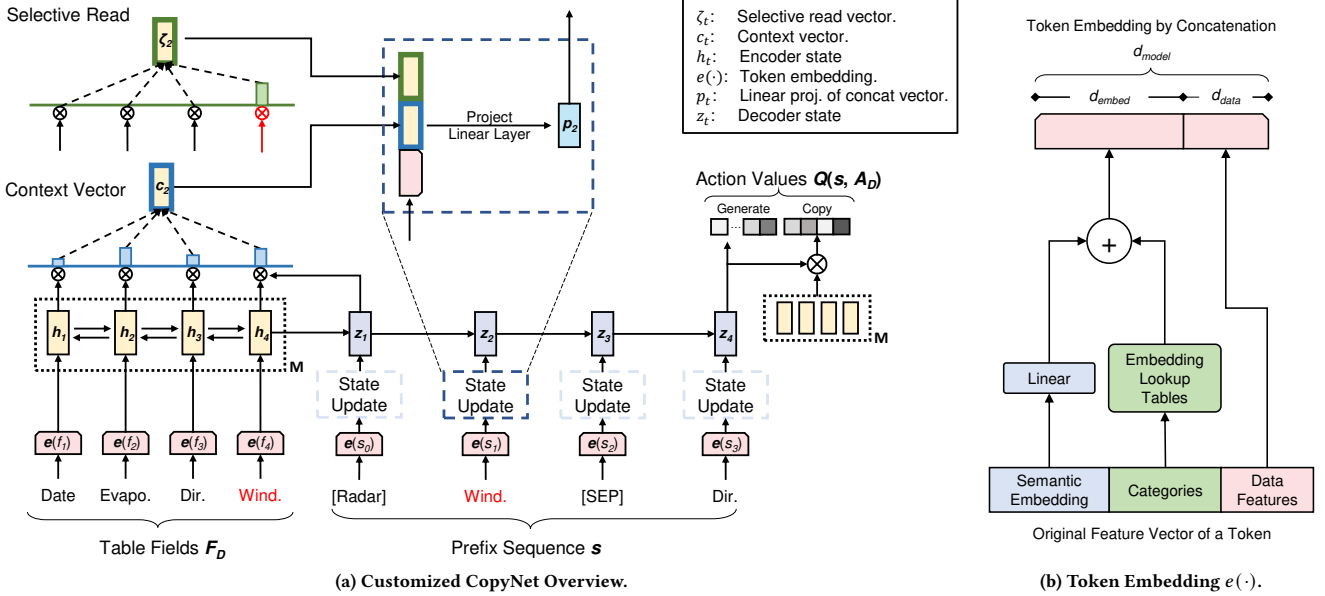 Selective Read
ζ2
Context Vector
c2
Project
Linear Layer
p2
ζt: Selective read vector.
ct: Context vector.
ht: Encoder state
e(·): Token embedding.
pt: Linear proj. of concat vector.
zt: Decoder state
Action Values Q(s, AD)
Generate Copy
...
M
h1 h2 h3 h4
M
z1 z2 z3 z4
State Update State Update State Update State Update
e(f1) e(f2) e(f3) e(f4) e(s0) e(s1) e(s2) e(s3)
Date Evapo. Dir. Wind. [Radar] Wind. [SEP] Dir.
Table Fields FD
Prefix Sequence s
(a) Customized CopyNet Overview.
Token Embedding by Concatenation
dmodel
dembed ddata
+
Linear
Embedding
Lookup
Tables
Semantic
Embedding
Categories
Data
Features
Original Feature Vector of a Token
(b) Token Embedding e(·).